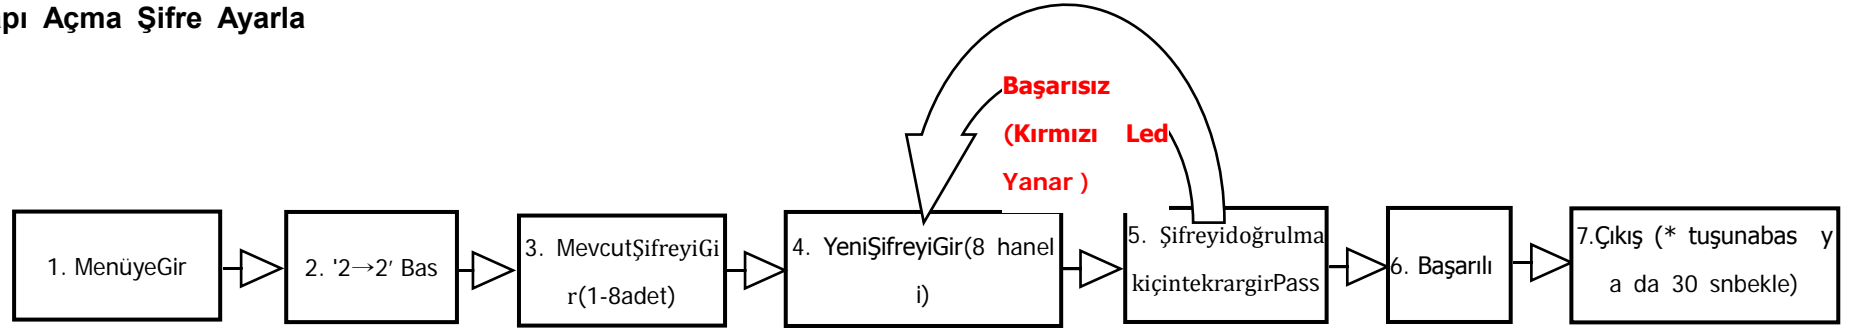 pı Açma Şifre Ayarla
Başarısız
(Kırmızı Led
Yanar )
1. MenüyeGir
2. '2→2' Bas
3. MevcutŞifreyiGi
r(1-8adet)
4. YeniŞifreyiGir(8 hanel
i)
5. Şifreyidoğrulma
kiçintekrargirPass
6. Başarılı
7.Çıkış (* tuşunabas y
a da 30 snbekle)